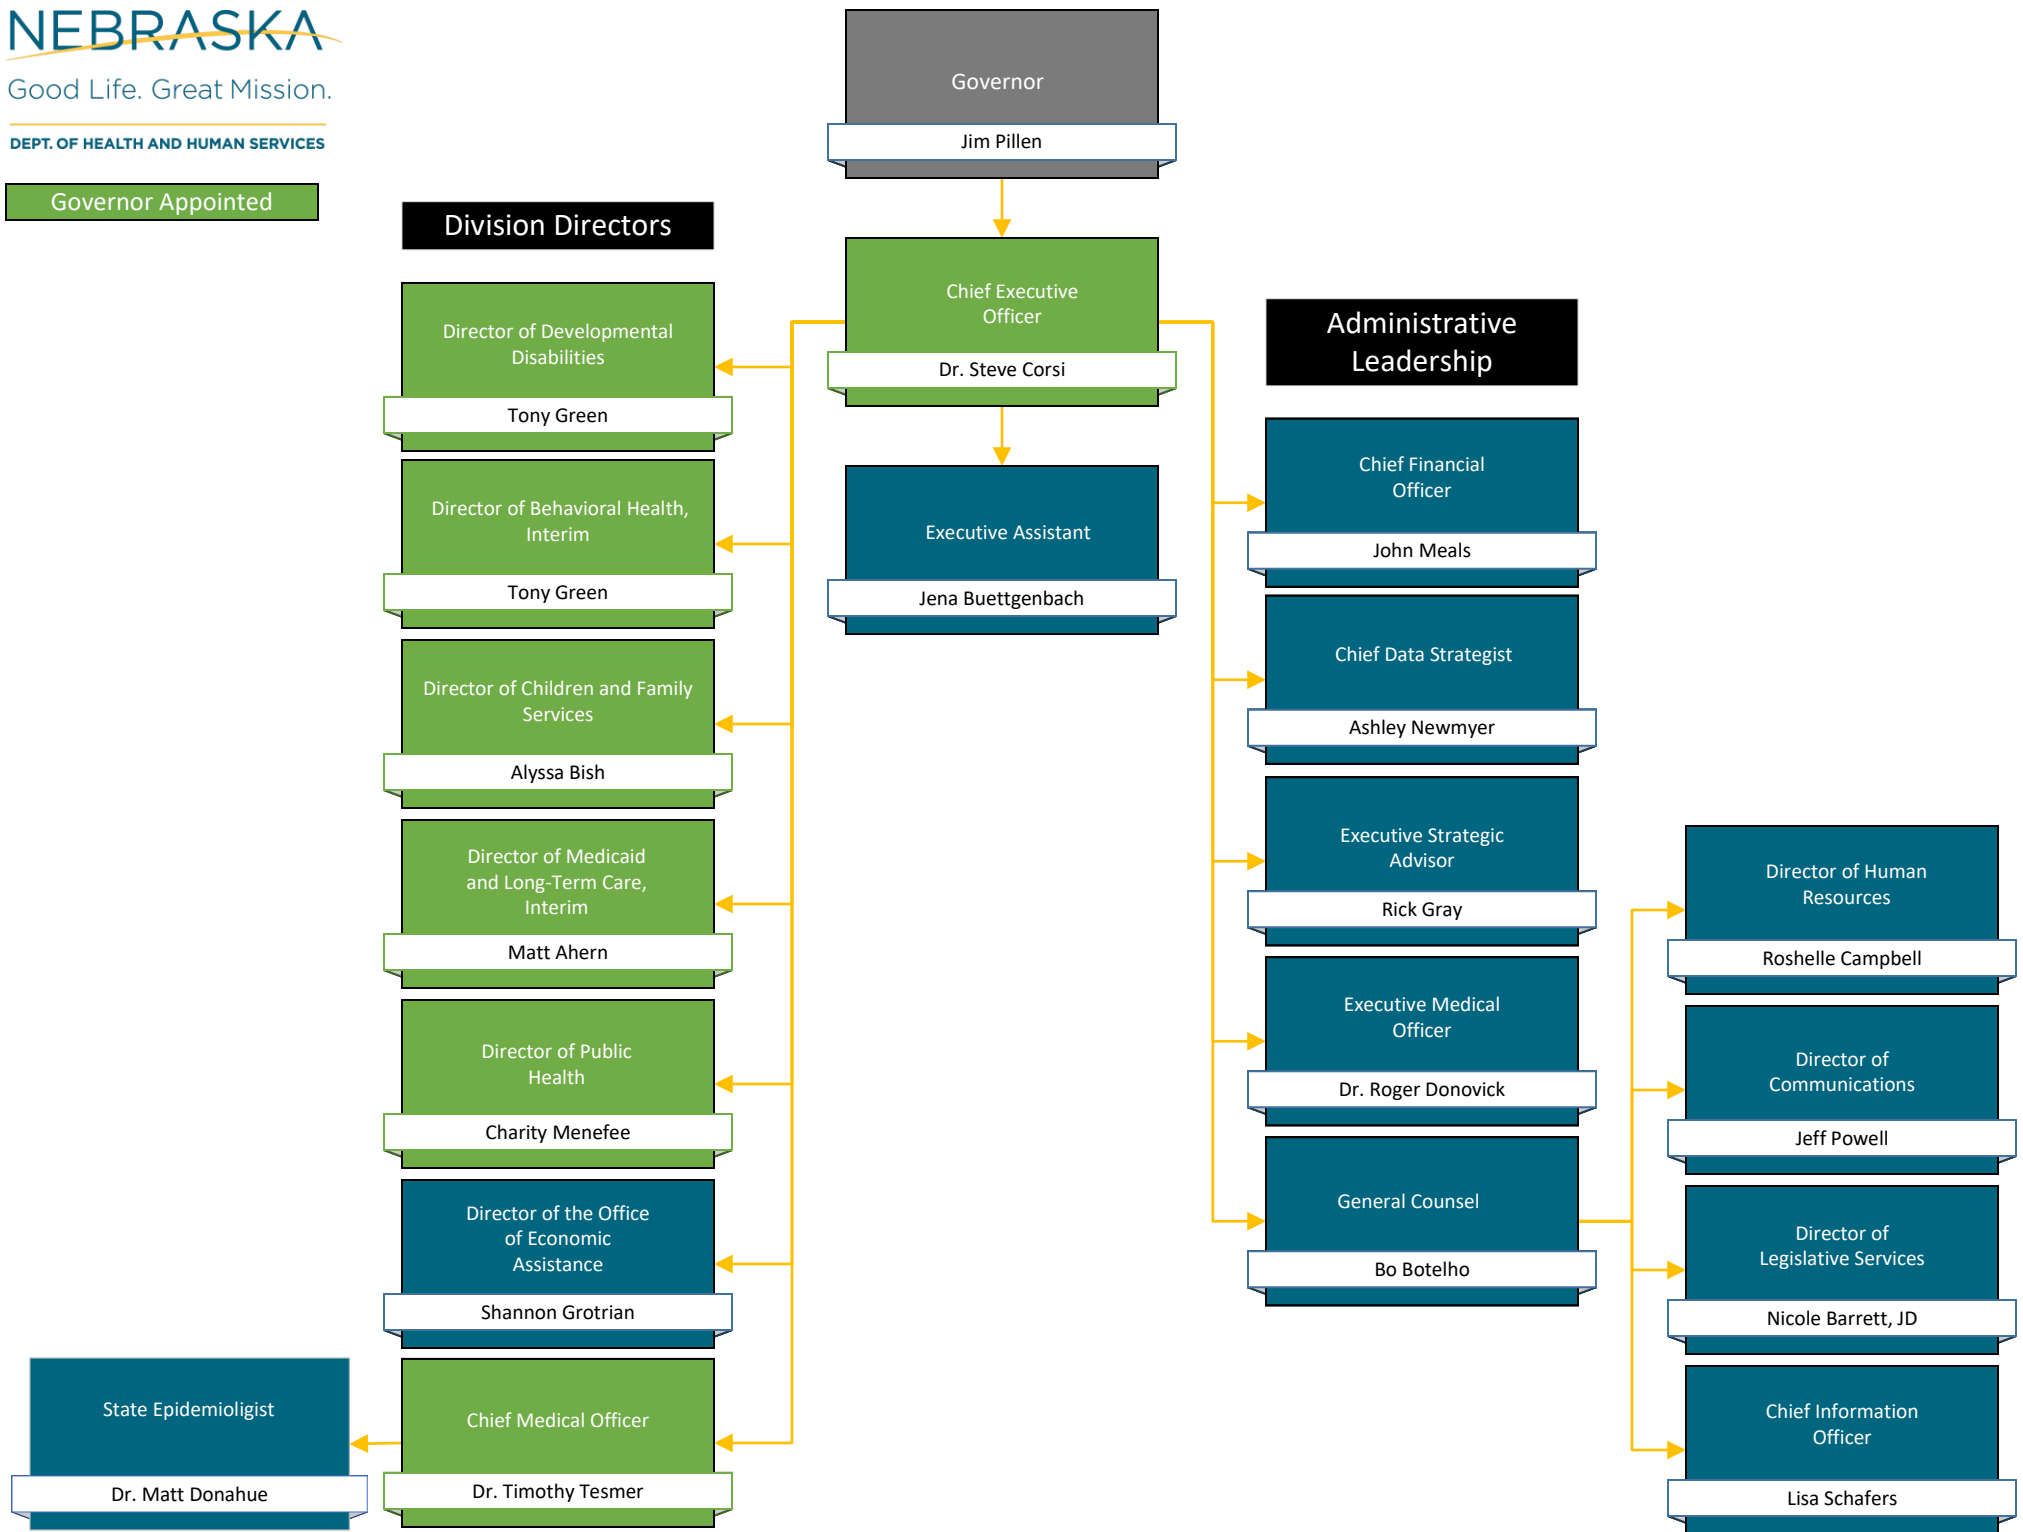 NEBRASKA
Good Life. Great Mission.
DEPT. OF HEALTH AND HUMAN SERVICES
Governor Appointed
Governor
Jim Pillen
Chief Executive
Officer
Dr. Steve Corsi
Executive Assistant
Jena Buettgenbach
Division Directors
Director of Developmental
Disabilities
Tony Green
Director of Behavioral Health,
Interim
Tony Green
Director of Children and Family
Services
Alyssa Bish
Director of Medicaid
and Long-Term Care,
Interim
Matt Ahern
Director of Public
Health
Charity Menefee
Director of the Office
of Economic
Assistance
Shannon Grotrian
Chief Medical Officer
Dr. Timothy Tesmer
State Epidemioligist
Dr. Matt Donahue
Administrative
Leadership
Chief Financial
Officer
John Meals
Chief Data Strategist
Ashley Newmyer
Executive Strategic
Advisor
Rick Gray
Executive Medical
Officer
Dr. Roger Donovick
General Counsel
Bo Botelho
Director of Human
Resources
Roshelle Campbell
Director of
Communications
Jeff Powell
Director of
Legislative Services
Nicole Barrett, JD
Chief Information
Officer
Lisa Schafers